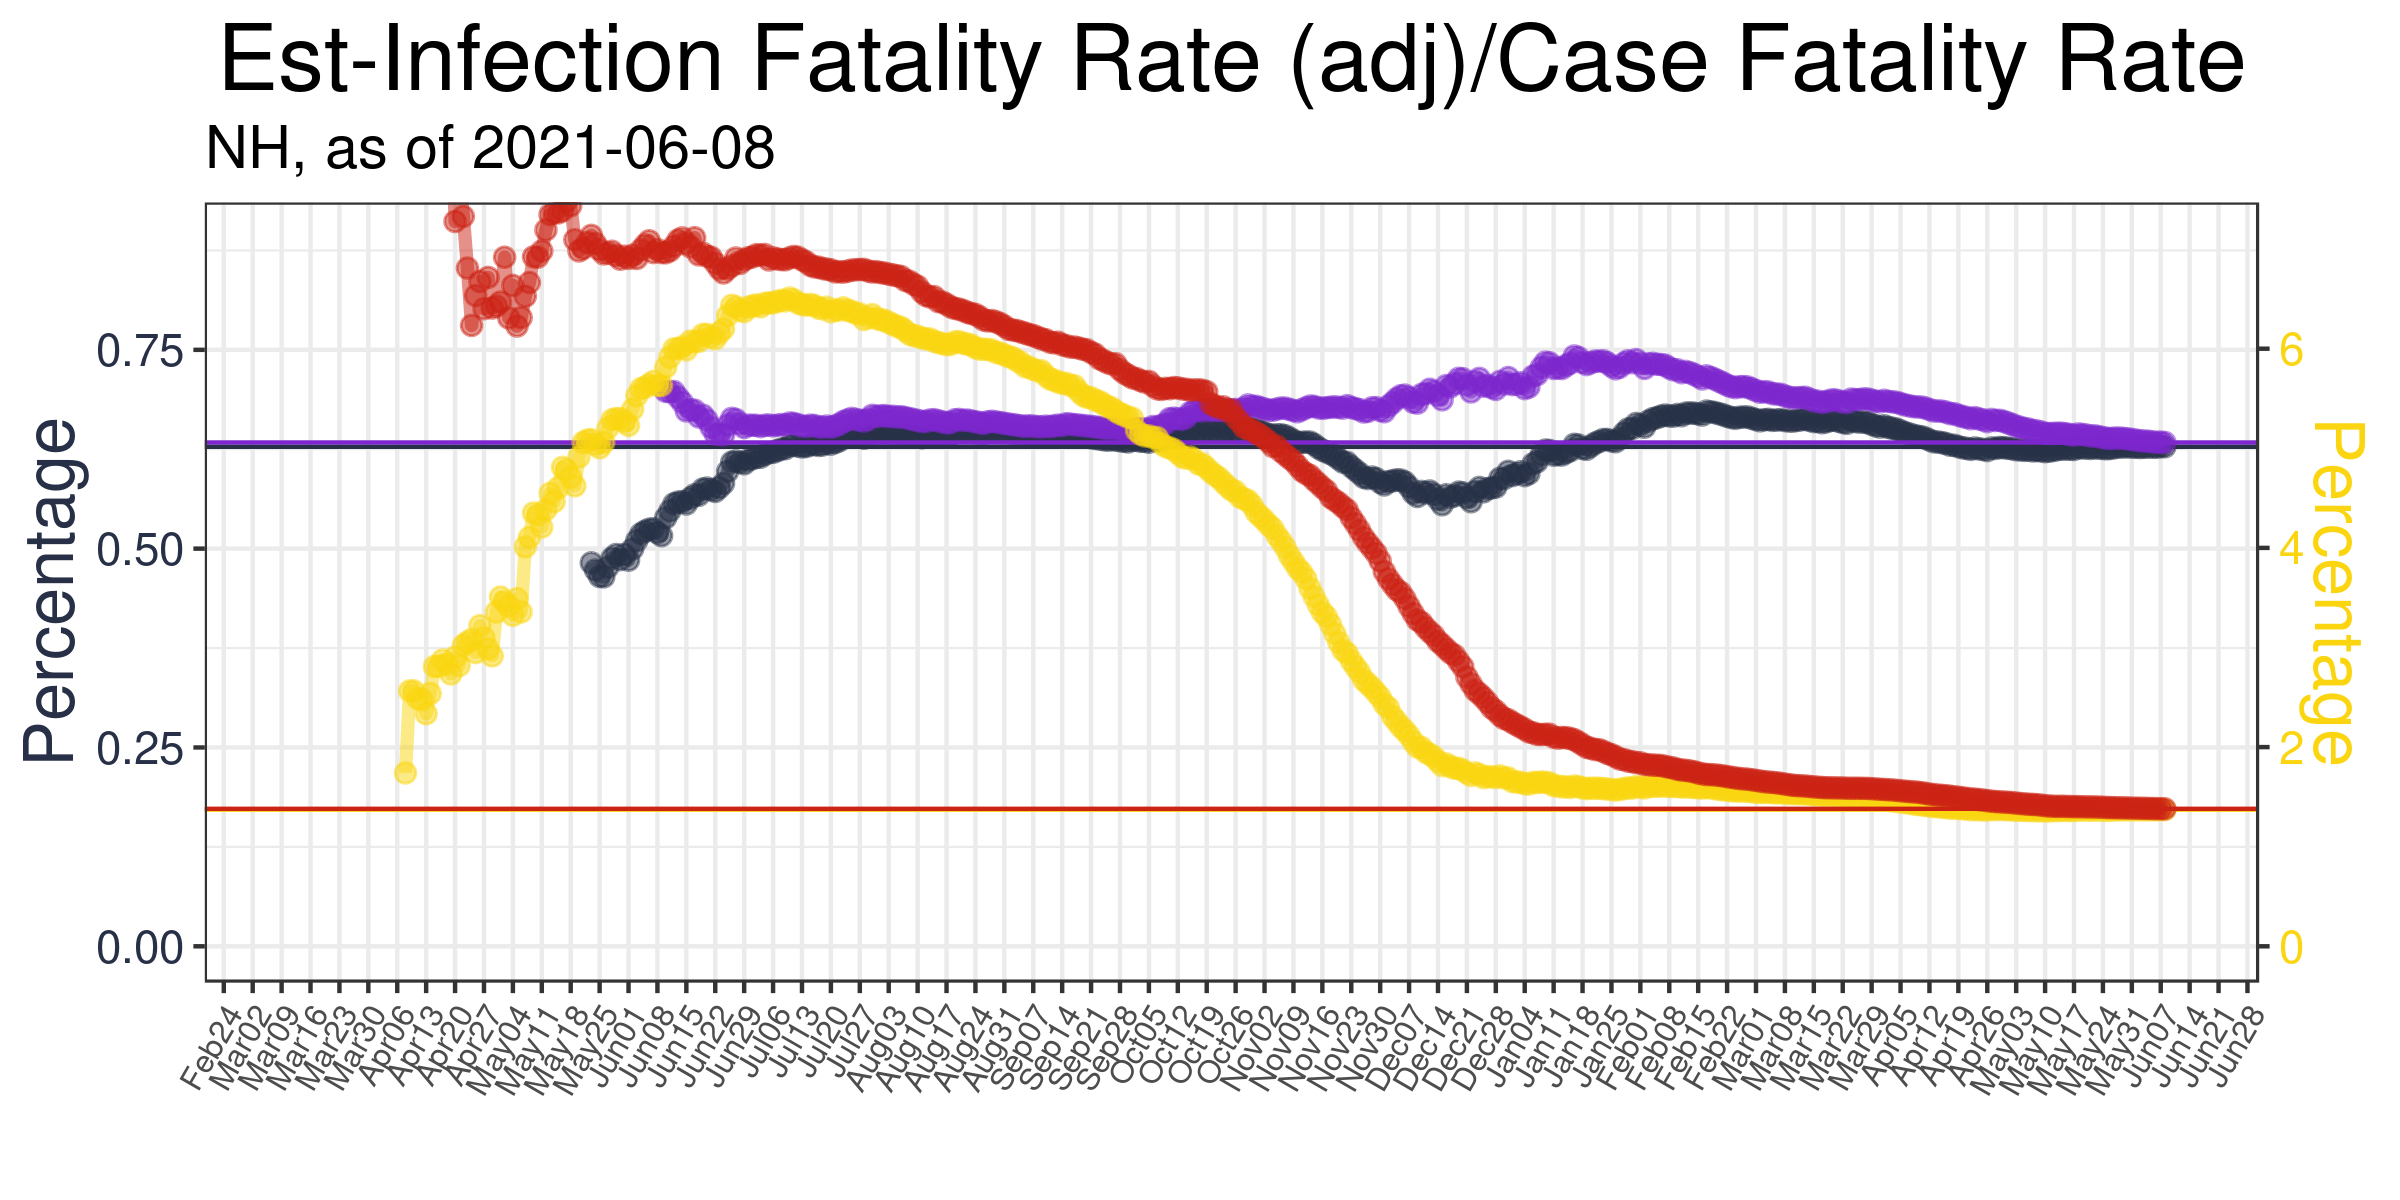 Est-Infection Fatality Rate (adj)/Case Fatality Rate
NH, as of 2021-06-08
Percentage
0.75
0.50
0.25
0.00
6
4
2
0
Percentage
Feb24
Mar02
Mar09
Mar16
Mar23
Mar30
Apr06
Apr13
Apr20
Apr27
May04
May11
May18
May25
Jun01
Jun08
Jun15
Jun22
Jun29
Jul06
Jul13
Jul20
Jul27
Aug03
Aug10
Aug17
Aug24
Aug31
Sep07
Sep14
Sep21
Sep28
Oct05
Oct12
Oct19
Oct26
Nov02
Nov09
Nov16
Nov23
Nov30
Dec07
Dec14
Dec21
Dec28
Jan04
Jan11
Jan18
Jan25
Feb01
Feb08
Feb15
Feb22
Mar01
Mar08
Mar15
Mar22
Mar29
Apr05
Apr12
Apr19
Apr26
May03
May10
May17
May24
May31
Jun07
Jun14
Jun21
Jun28